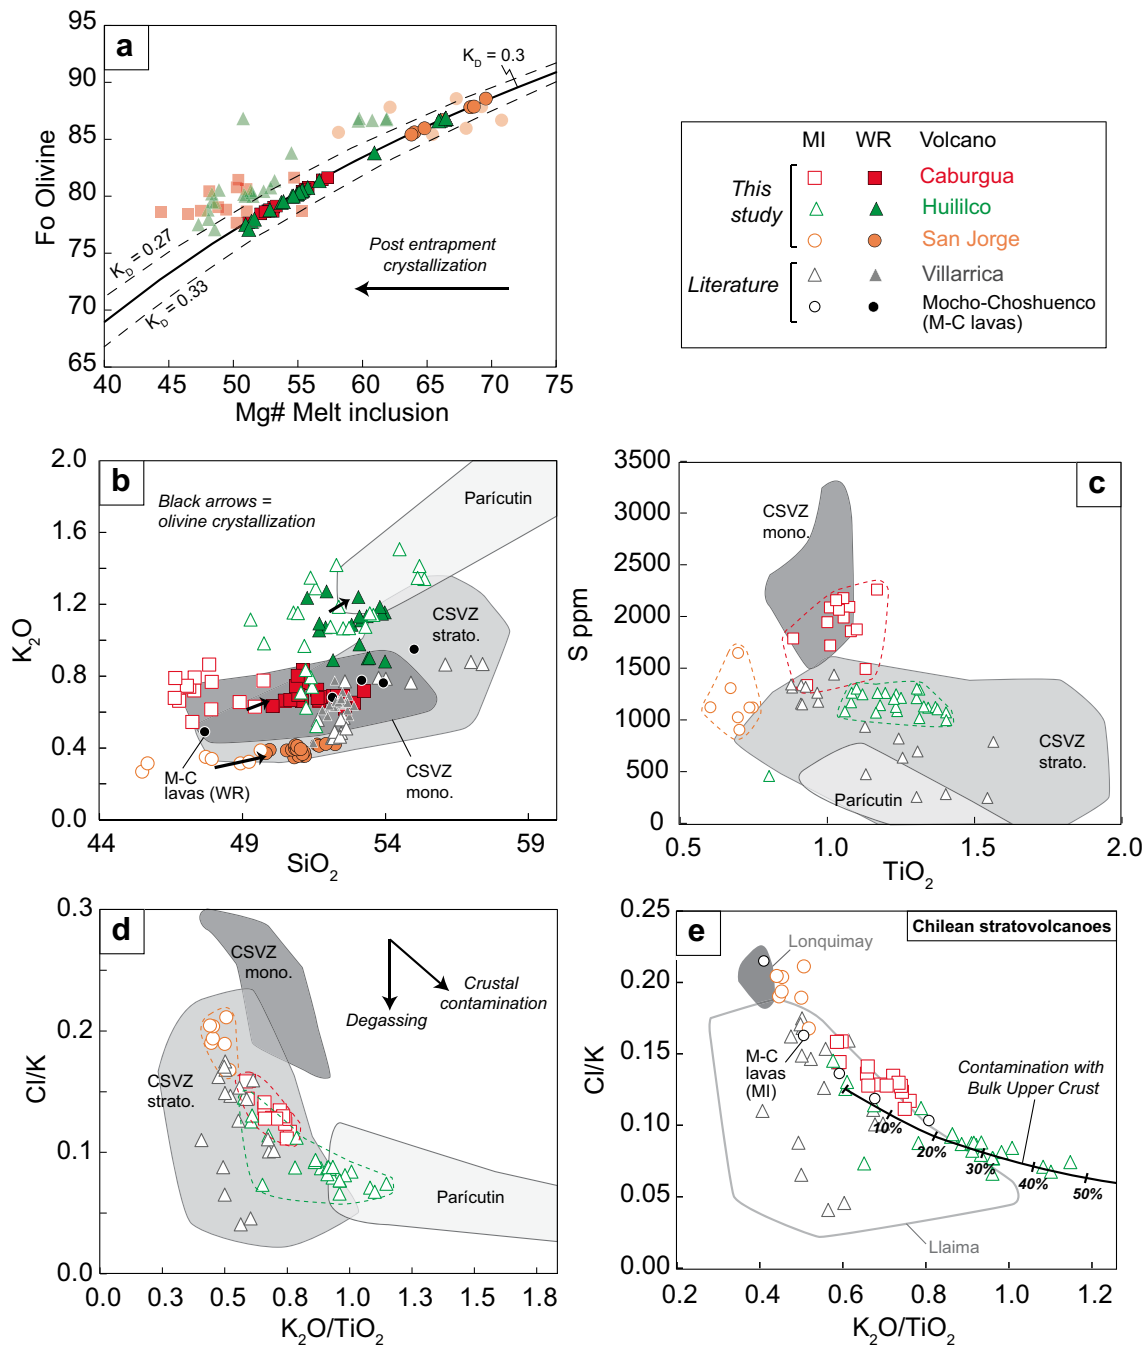 a
95
90
85
80
75
70
65
Fo Olivine
K_D = 0.3
K_D = 0.27
K_D = 0.33
Post entrapment
crystallization
40 45 50 55 60 65 70 75
Mg# Melt inclusion
MI WR Volcano
This
study
Caburgua
Huililco
San Jorge
Literature
Villarrica
Mocho-Choshuenco
(M-C lavas)
b
2.0
1.6
1.2
0.8
0.4
0.0
K₂O
Black arrows =
olivine crystallization
Parícutin
CSVZ
strato.
CSVZ
mono.
M-C
lavas (WR)
44 49 54 59
SiO₂
c
3500
3000
2500
2000
1500
1000
500
0
S ppm
CSVZ
mono.
CSVZ
strato.
Parícutin
0.5 1.0 1.5 2.0
TiO₂
d
0.3
0.2
0.1
0.0
Cl/K
CSVZ
mono.
CSVZ
strato.
Degassing
Crustal
contamination
Parícutin
0.0 0.3 0.5 0.8 1.0 1.3 1.5 1.8
K₂O/TiO₂
e
Chilean stratovolcanoes
0.25
0.20
0.15
0.10
0.05
0.00
Cl/K
Lonquimay
M-C
lavas
(MI)
Contamination with
Bulk Upper Crust
10%
20%
30%
40%
50%
Llaima
0.2 0.4 0.6 0.8 1.0 1.2
K₂O/TiO₂